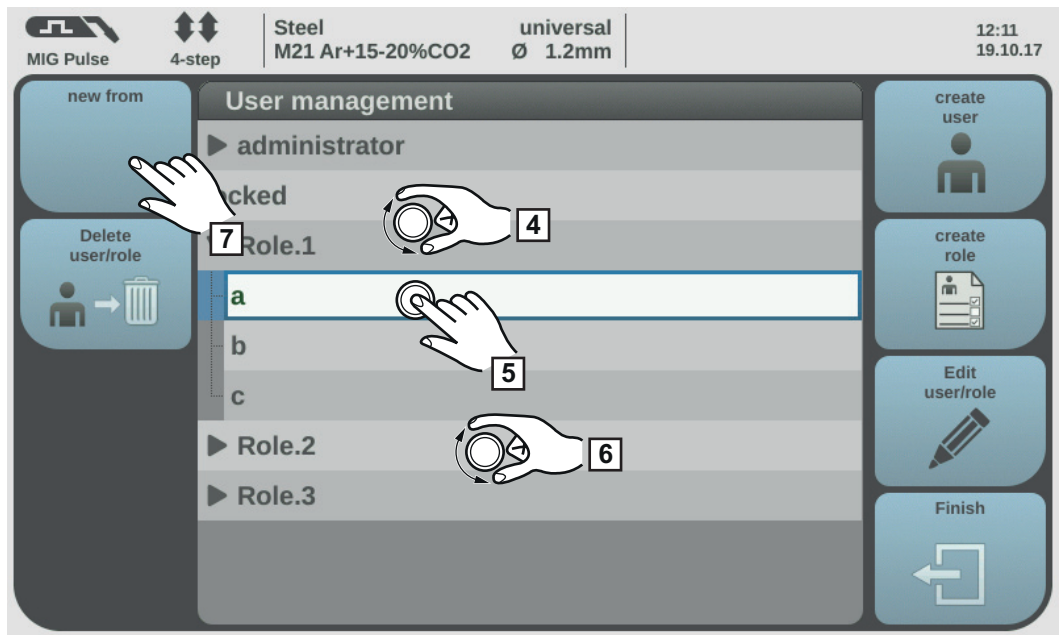 Steel universal 12:11
MIG Pulse 4-step M21 Ar+15-20%CO2 Ø 1.2mm 19.10.17
new from
User management
create
user
administrator
ocked
4
7
Role.1
Delete
user/role
create
role
a
b
5
c
Edit
user/role
Role.2
6
Role.3
Finish